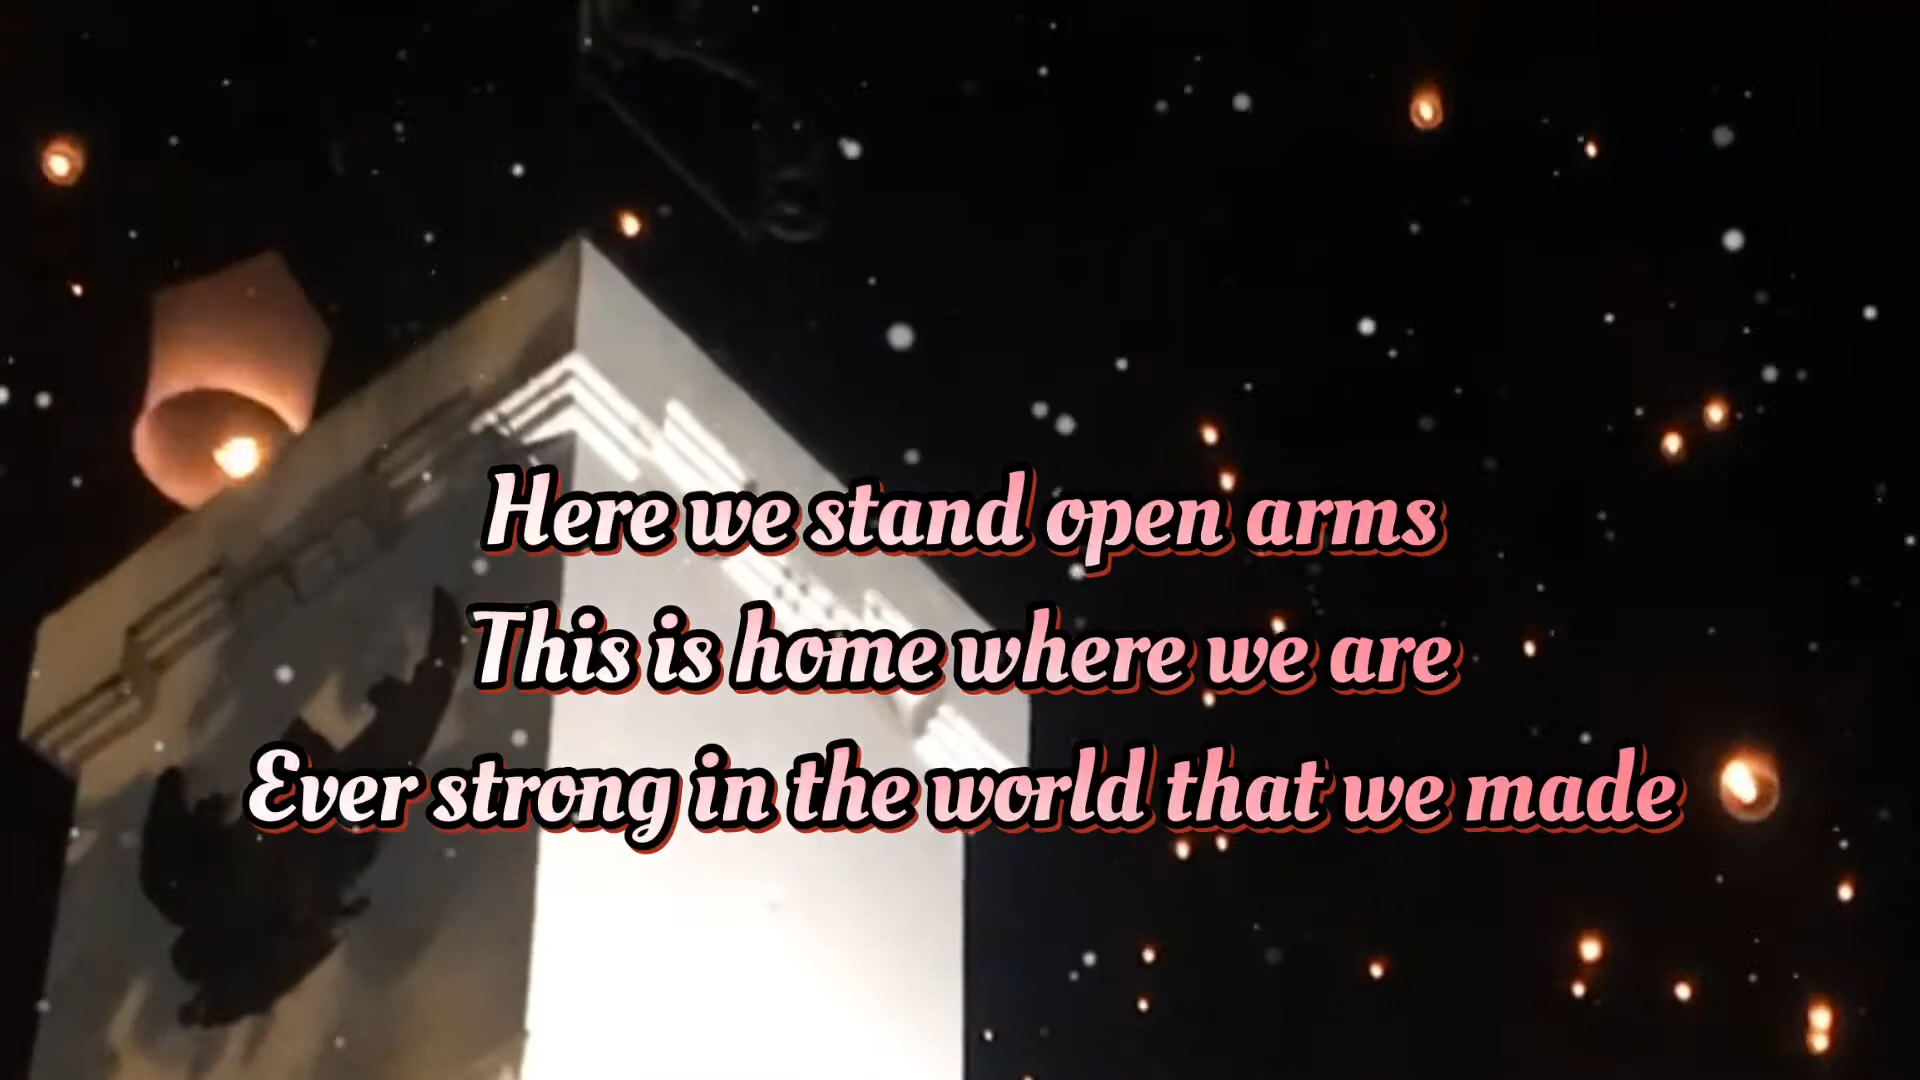 Here we stand open arms
This is home where we are
Ever strong in the world that we made